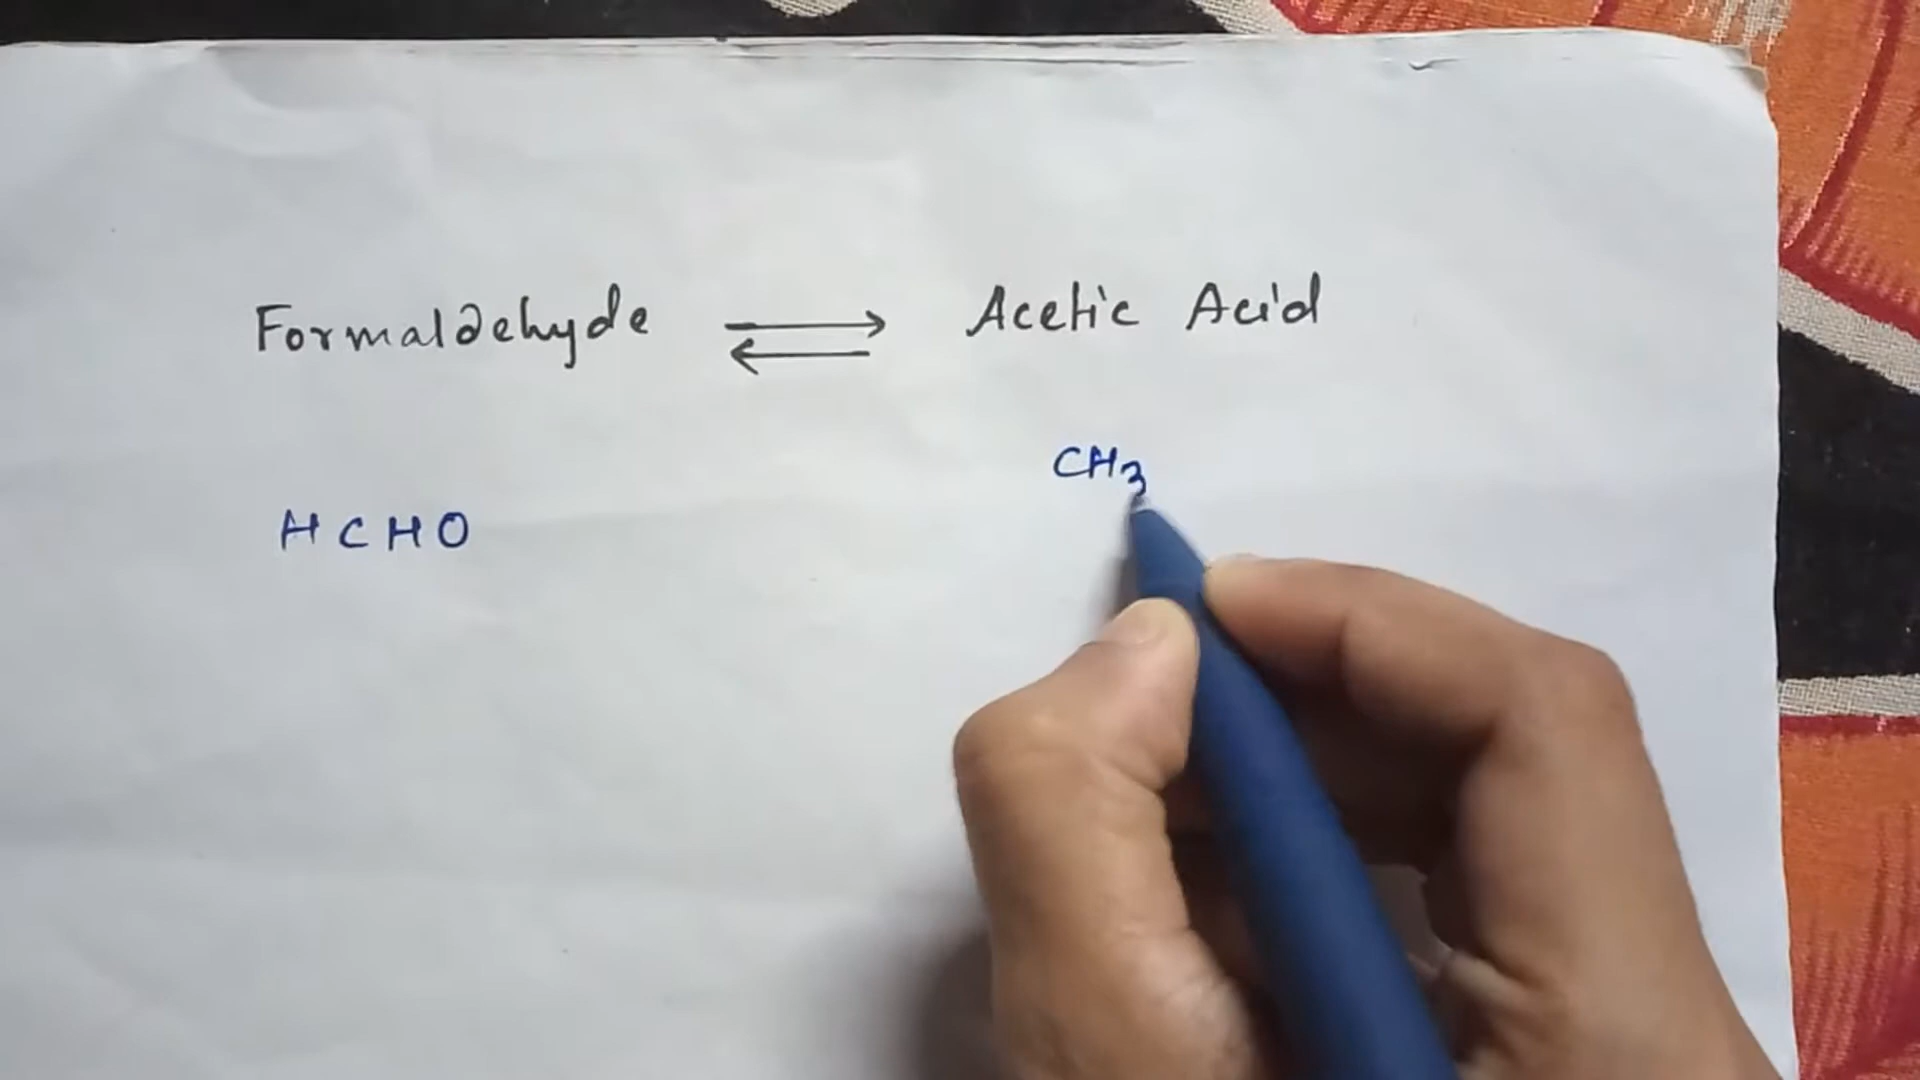 Formaldehyde ⇌ Acetic Acid
CH3
HCHO